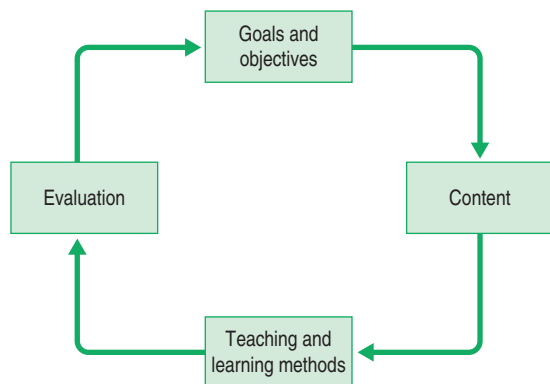 Goals and
objectives
Evaluation
Content
Teaching and
learning methods